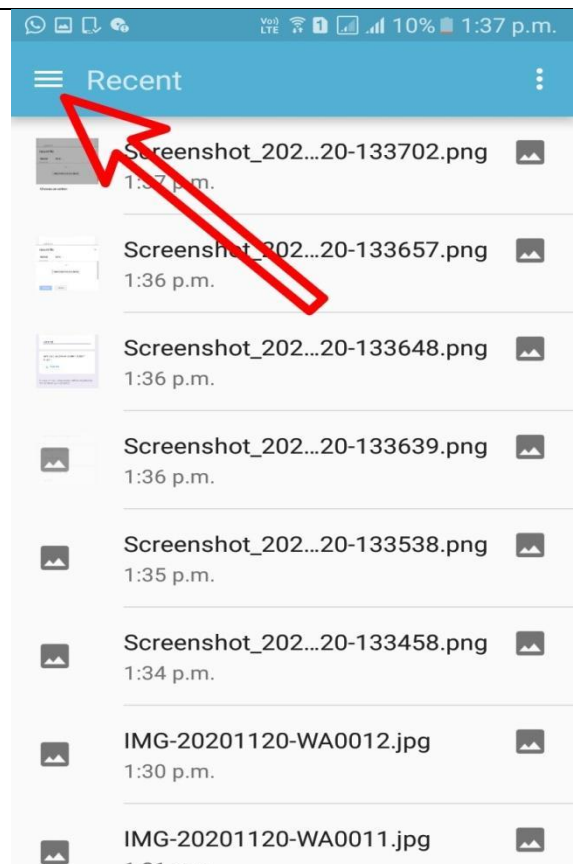 VoD LTE 1 10% 1:37 p.m.
Recent
Screenshot_202...20-133702.png
1:37 p.m.
Screenshot_202...20-133657.png
1:36 p.m.
Screenshot_202...20-133648.png
1:36 p.m.
Screenshot_202...20-133639.png
1:36 p.m.
Screenshot_202...20-133538.png
1:35 p.m.
Screenshot_202...20-133458.png
1:34 p.m.
IMG-20201120-WA0012.jpg
1:30 p.m.
IMG-20201120-WA0011.jpg